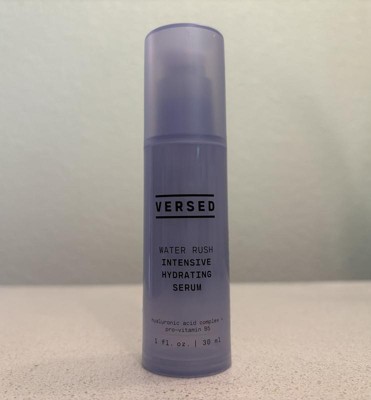 VERSED
WATER RUSH
INTENSIVE
HYDRATING
SERUM
hyaluronic acid complex +
pro-vitamin B5
1 fl. oz. | 30 ml